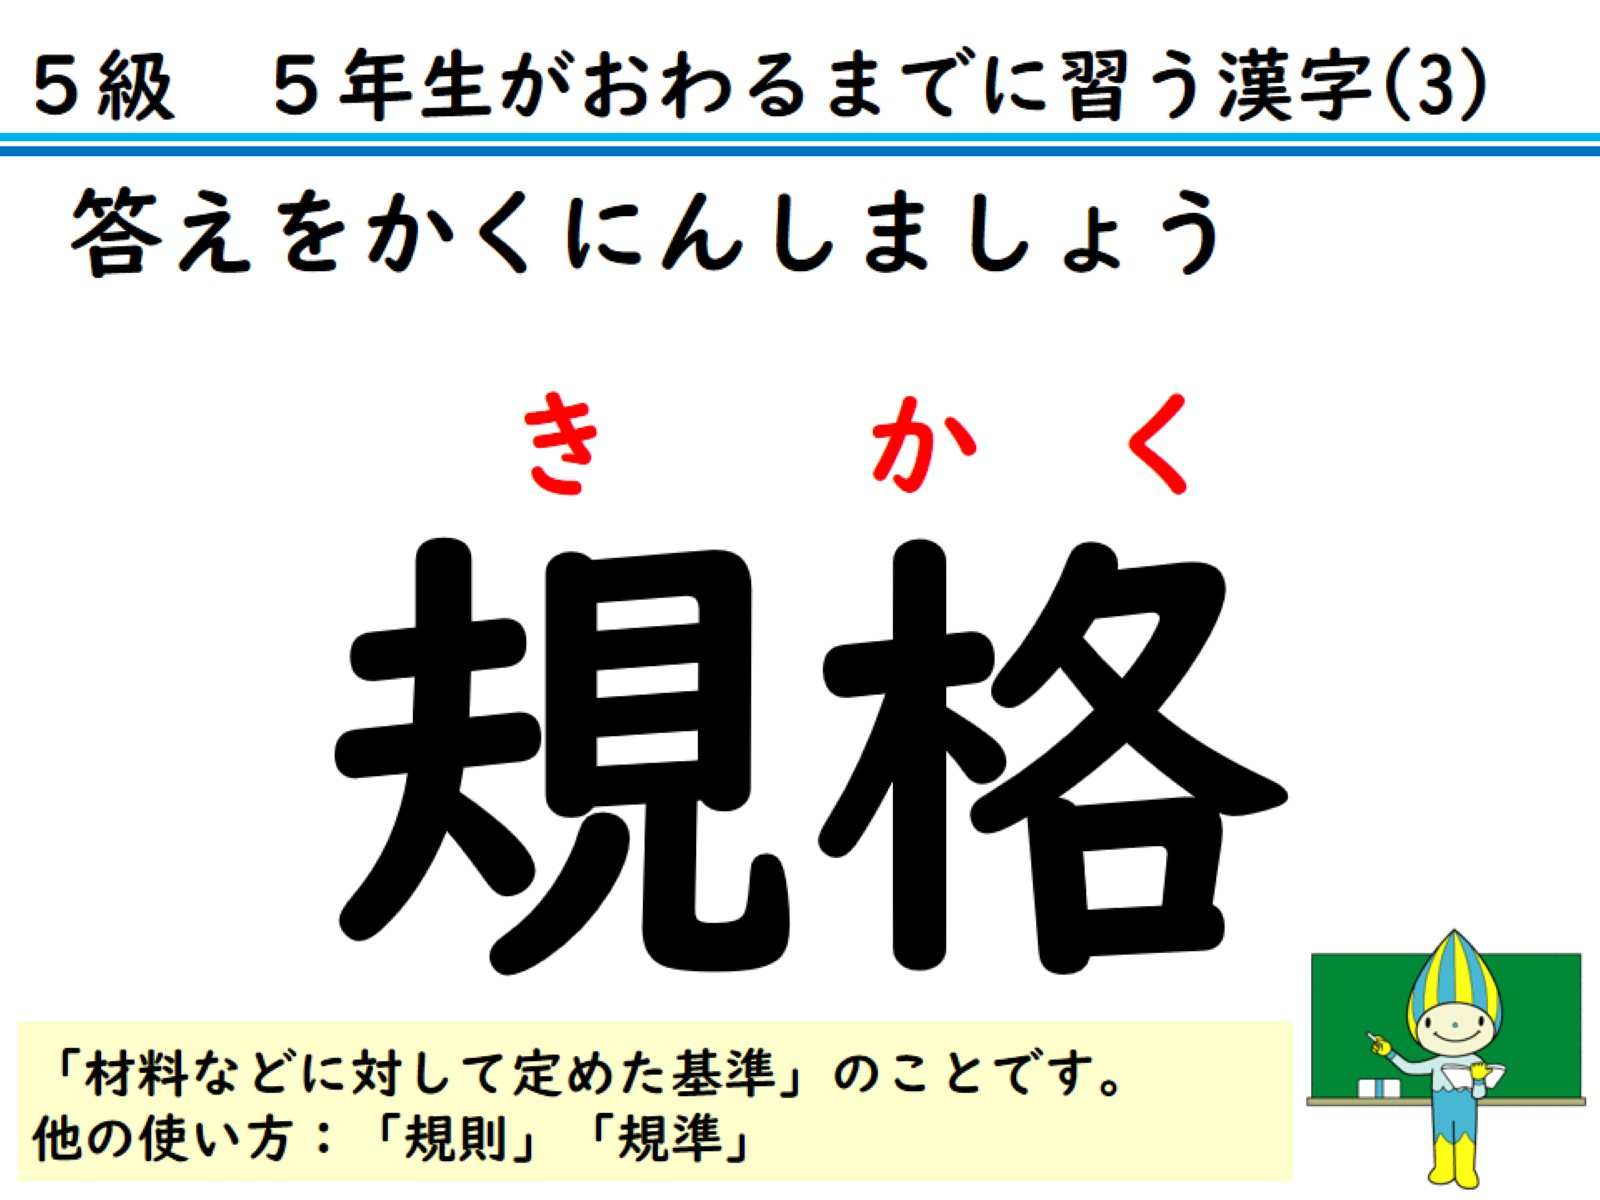 ５級　５年生がおわるまでに習う漢字(3)
答えをかくにんしましょう
き　か　く
規格
「材料などに対して定めた基準」のことです。
他の使い方：「規則」「規準」